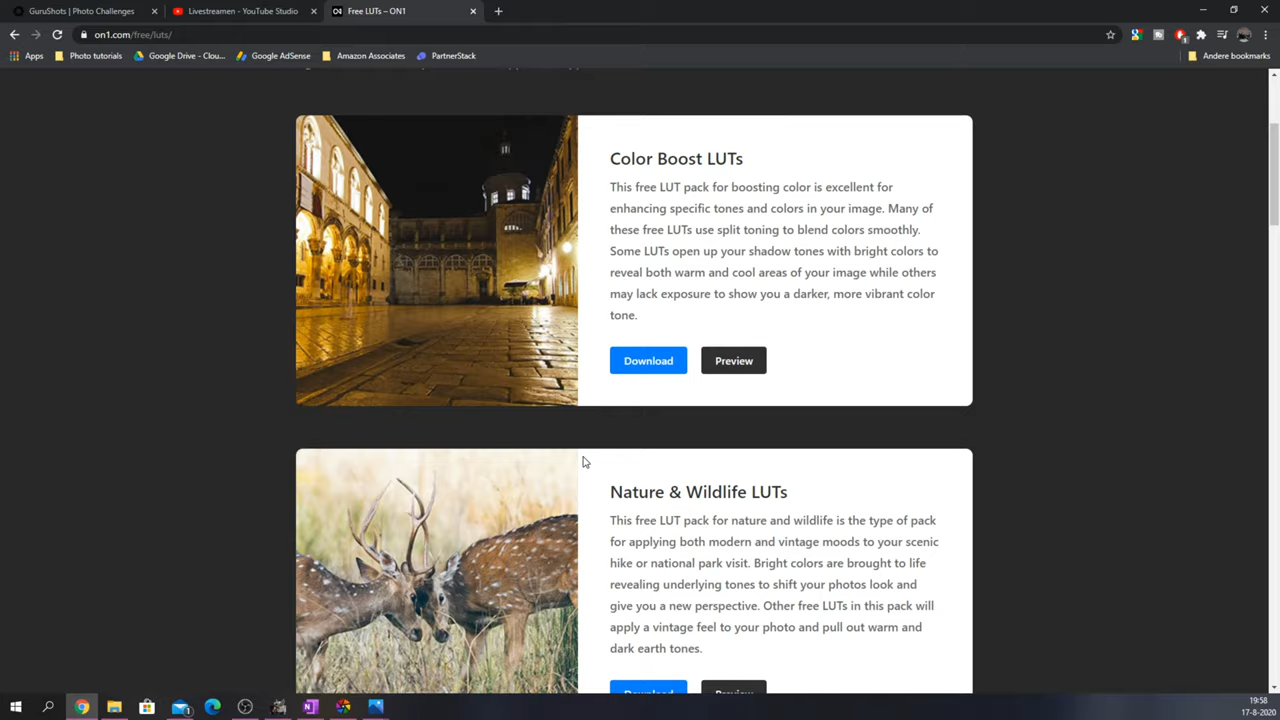 GuruShots | Photo Challenges
Livestreamen - YouTube Studio
Free LUTs – ON1
on1.com/free/luts/
Apps
Photo tutorials
Google Drive - Clou...
Google AdSense
Amazon Associates
PartnerStack
Andere bookmarks
Color Boost LUTs
This free LUT pack for boosting color is excellent for
enhancing specific tones and colors in your image. Many of
these free LUTs use split toning to blend colors smoothly.
Some LUTs open up your shadow tones with bright colors to
reveal both warm and cool areas of your image while others
may lack exposure to show you a darker, more vibrant color
tone.
Download
Preview
Nature & Wildlife LUTs
This free LUT pack for nature and wildlife is the type of pack
for applying both modern and vintage moods to your scenic
hike or national park visit. Bright colors are brought to life
revealing underlying tones to shift your photos look and
give you a new perspective. Other free LUTs in this pack will
apply a vintage feel to your photo and pull out warm and
dark earth tones.
Download
Preview
19:58
17-8-2020